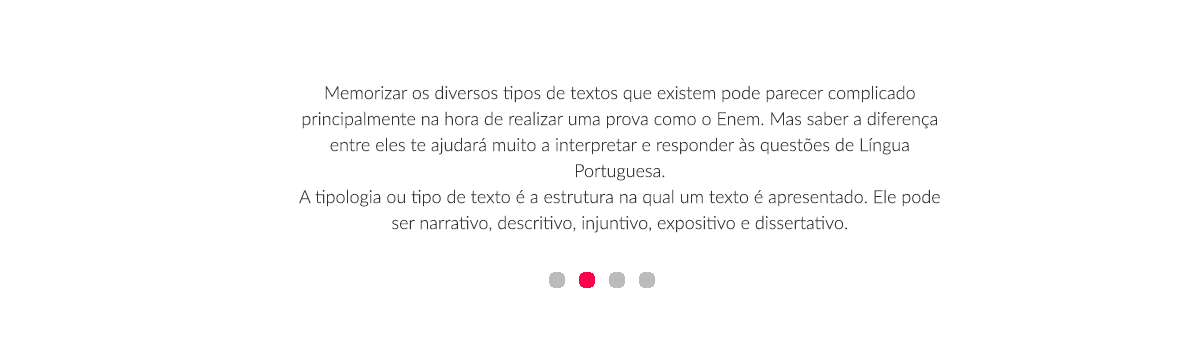 Memorizar os diversos tipos de textos que existem pode parecer complicado
principalmente na hora de realizar uma prova como o Enem. Mas saber a diferença
entre eles te ajudará muito a interpretar e responder às questões de Língua
Portuguesa.
A tipologia ou tipo de texto é a estrutura na qual um texto é apresentado. Ele pode
ser narrativo, descritivo, injuntivo, expositivo e dissertativo.